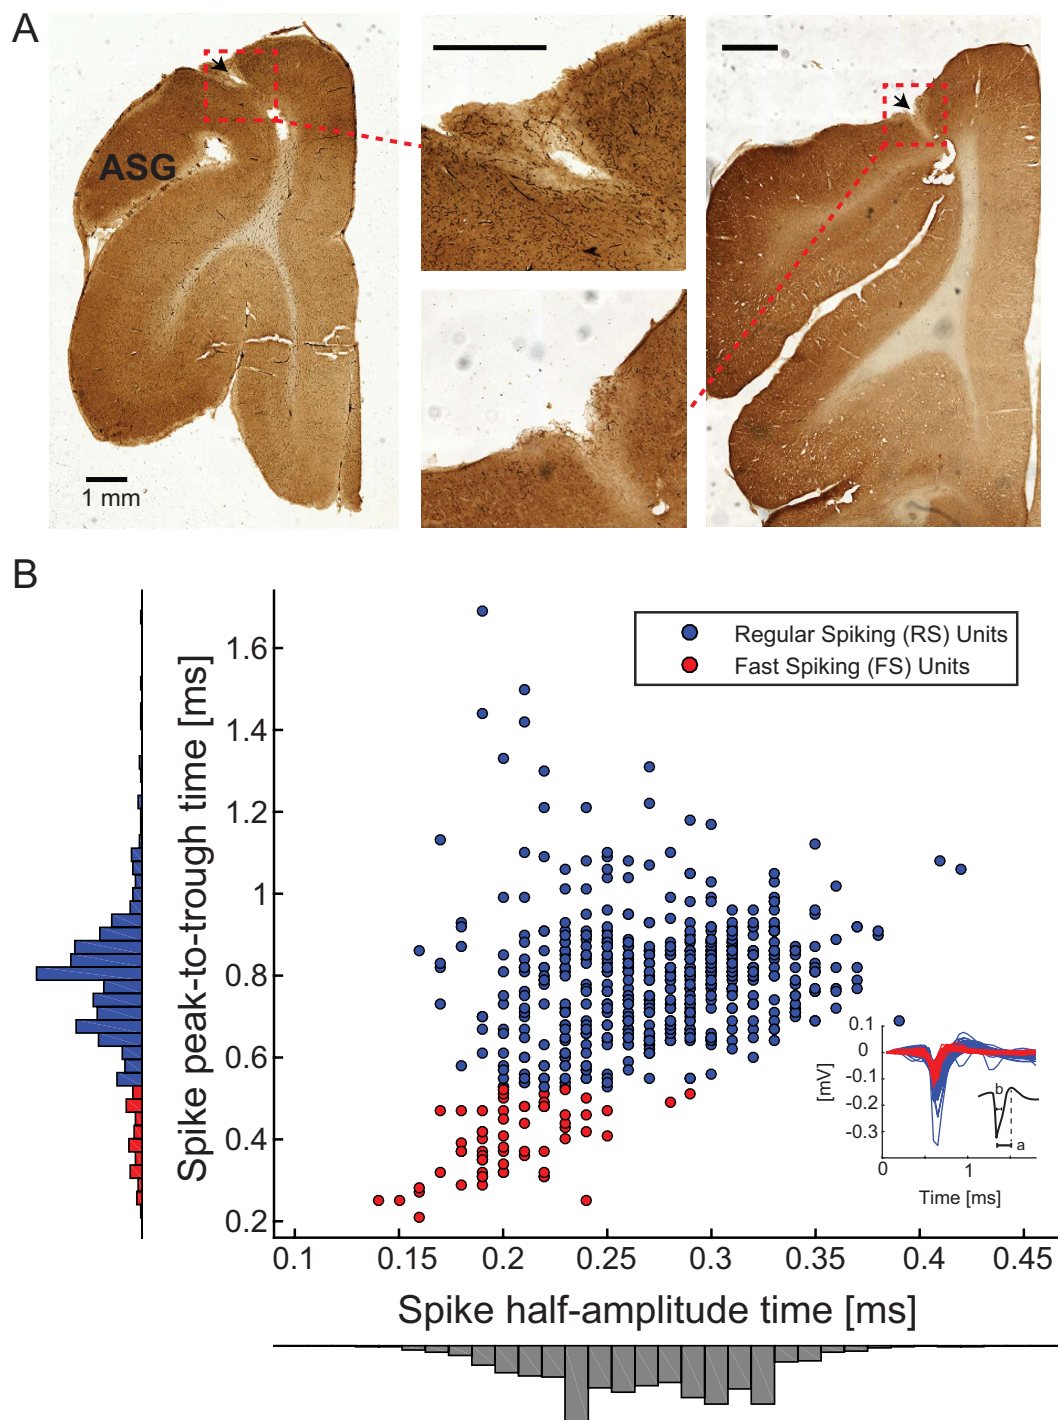 A
ASG
1 mm
B
Spike peak-to-trough time [ms]
1.6
1.4
1.2
1
0.8
0.6
0.4
0.2
Regular Spiking (RS) Units
Fast Spiking (FS) Units
0.1
0
-0.1
-0.2
-0.3
[mV]
b
a
0
1
Time [ms]
0.1
0.15
0.2
0.25
0.3
0.35
0.4
0.45
Spike half-amplitude time [ms]